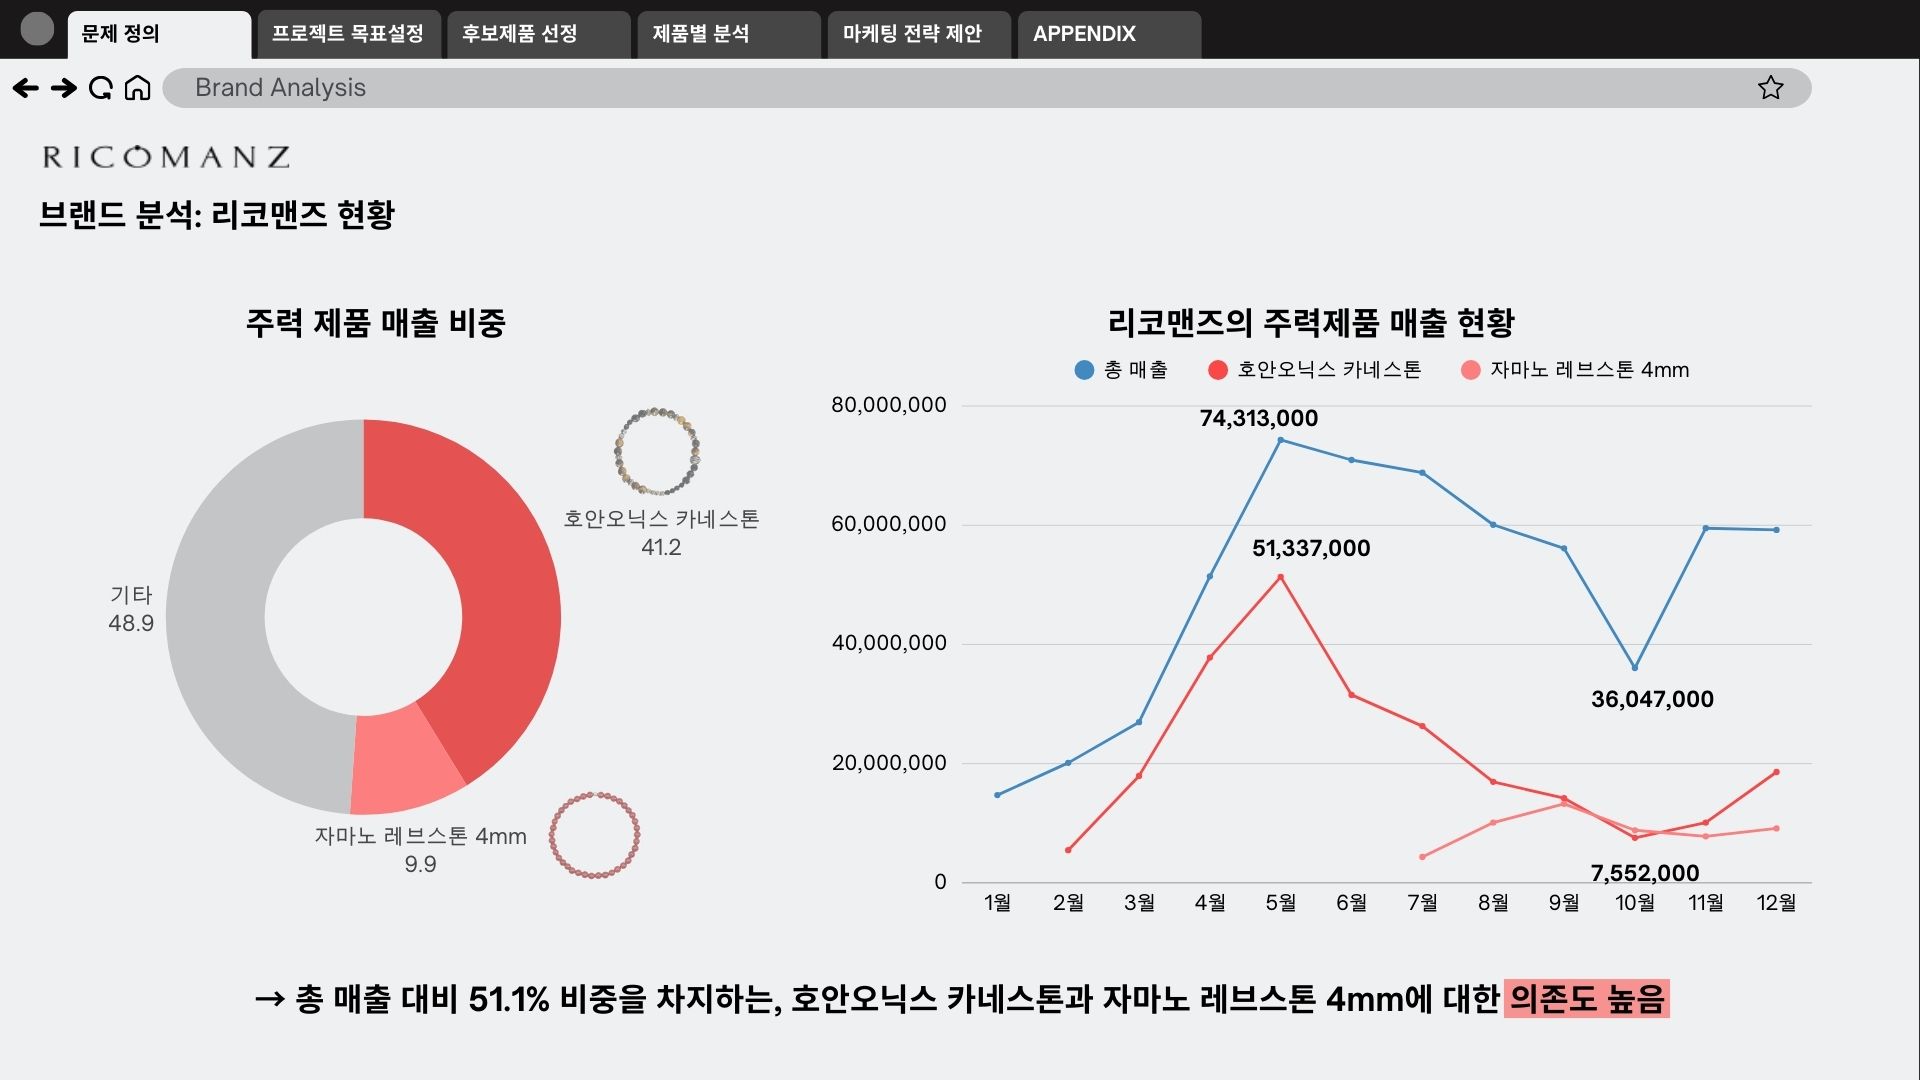 문제 정의
프로젝트 목표설정
후보제품 선정
제품별 분석
마케팅 전략 제안
APPENDIX
Brand Analysis
RICOMANZ
브랜드 분석: 리코맨즈 현황
주력 제품 매출 비중
호안오닉스 카네스톤
41.2
기타
48.9
자마노 레브스톤 4mm
9.9
리코맨즈의 주력제품 매출 현황
총 매출
호안오닉스 카네스톤
자마노 레브스톤 4mm
80,000,000
60,000,000
40,000,000
20,000,000
0
74,313,000
51,337,000
36,047,000
7,552,000
1월 2월 3월 4월 5월 6월 7월 8월 9월 10월 11월 12월
→ 총 매출 대비 51.1% 비중을 차지하는, 호안오닉스 카네스톤과 자마노 레브스톤 4mm에 대한 의존도 높음